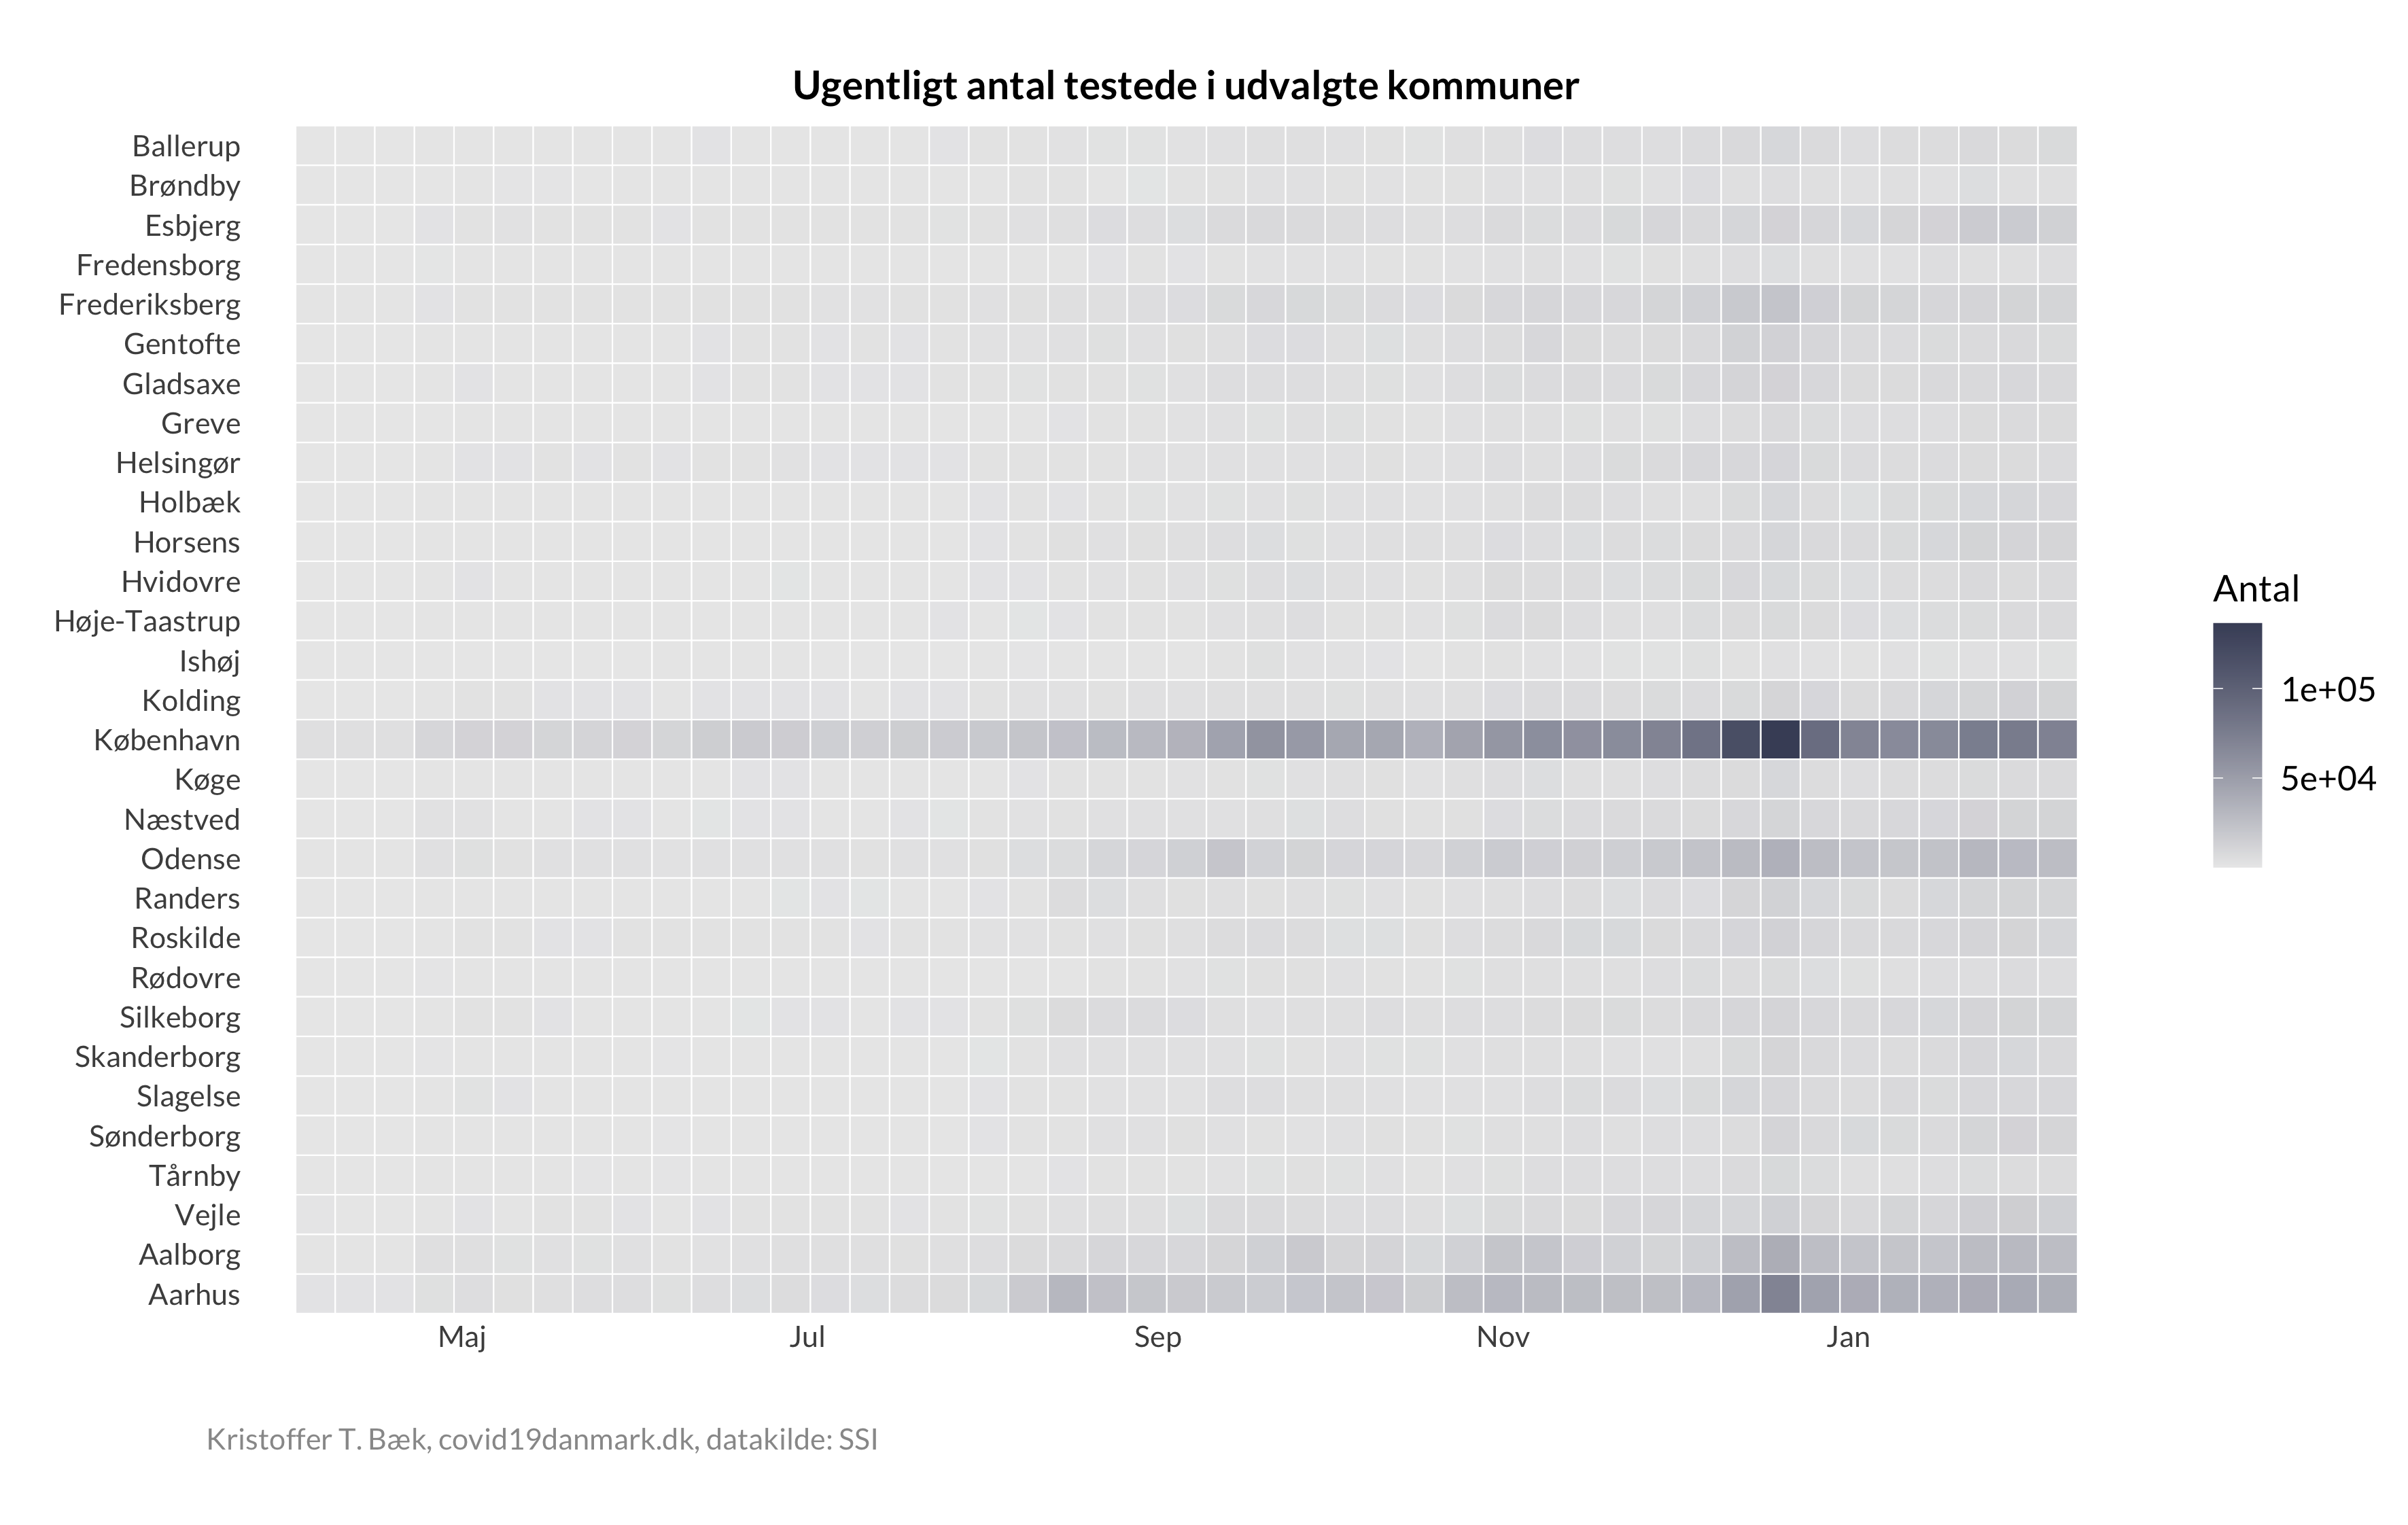 Ugentligt antal testede i udvalgte kommuner
Ballerup
Brøndby
Esbjerg
Fredensborg
Frederiksberg
Gentofte
Gladsaxe
Greve
Helsingør
Holbæk
Horsens
Hvidovre
Høje-Taastrup
Ishøj
Kolding
København
Køge
Næstved
Odense
Randers
Roskilde
Rødovre
Silkeborg
Skanderborg
Slagelse
Sønderborg
Tårnby
Vejle
Aalborg
Aarhus
Maj Jul Sep Nov Jan
Antal
1e+05
5e+04
Kristoffer T. Bæk, covid19danmark.dk, datakilde: SSI